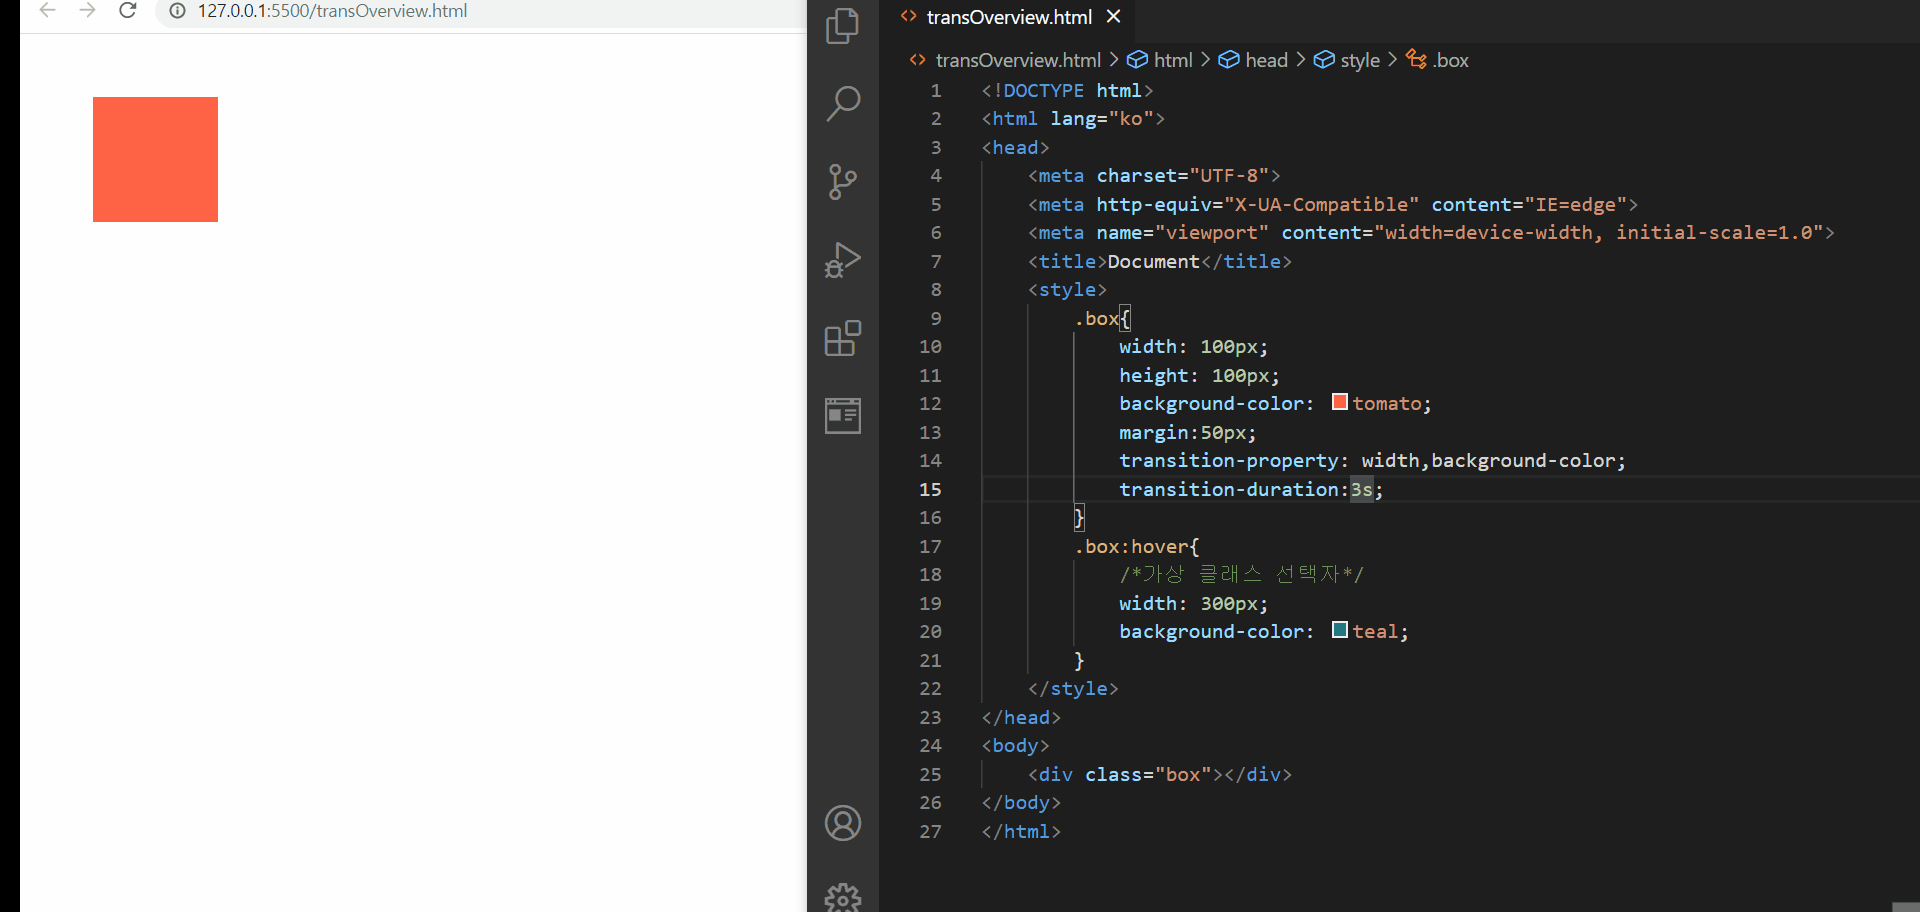 127.0.0.1:5500/transOverview.html
transOverview.html
transOverview.html > html > head > style > .box
1 <!DOCTYPE html>
2 <html lang="ko">
3 <head>
4 <meta charset="UTF-8">
5 <meta http-equiv="X-UA-Compatible" content="IE=edge">
6 <meta name="viewport" content="width=device-width, initial-scale=1.0">
7 <title>Document</title>
8 <style>
9 .box{
10 width: 100px;
11 height: 100px;
12 background-color: tomato;
13 margin:50px;
14 transition-property: width,background-color;
15 transition-duration:3s;
16 }
17 .box:hover{
18 /*가상 클래스 선택자*/
19 width: 300px;
20 background-color: teal;
21 }
22 </style>
23 </head>
24 <body>
25 <div class="box"></div>
26 </body>
27 </html>